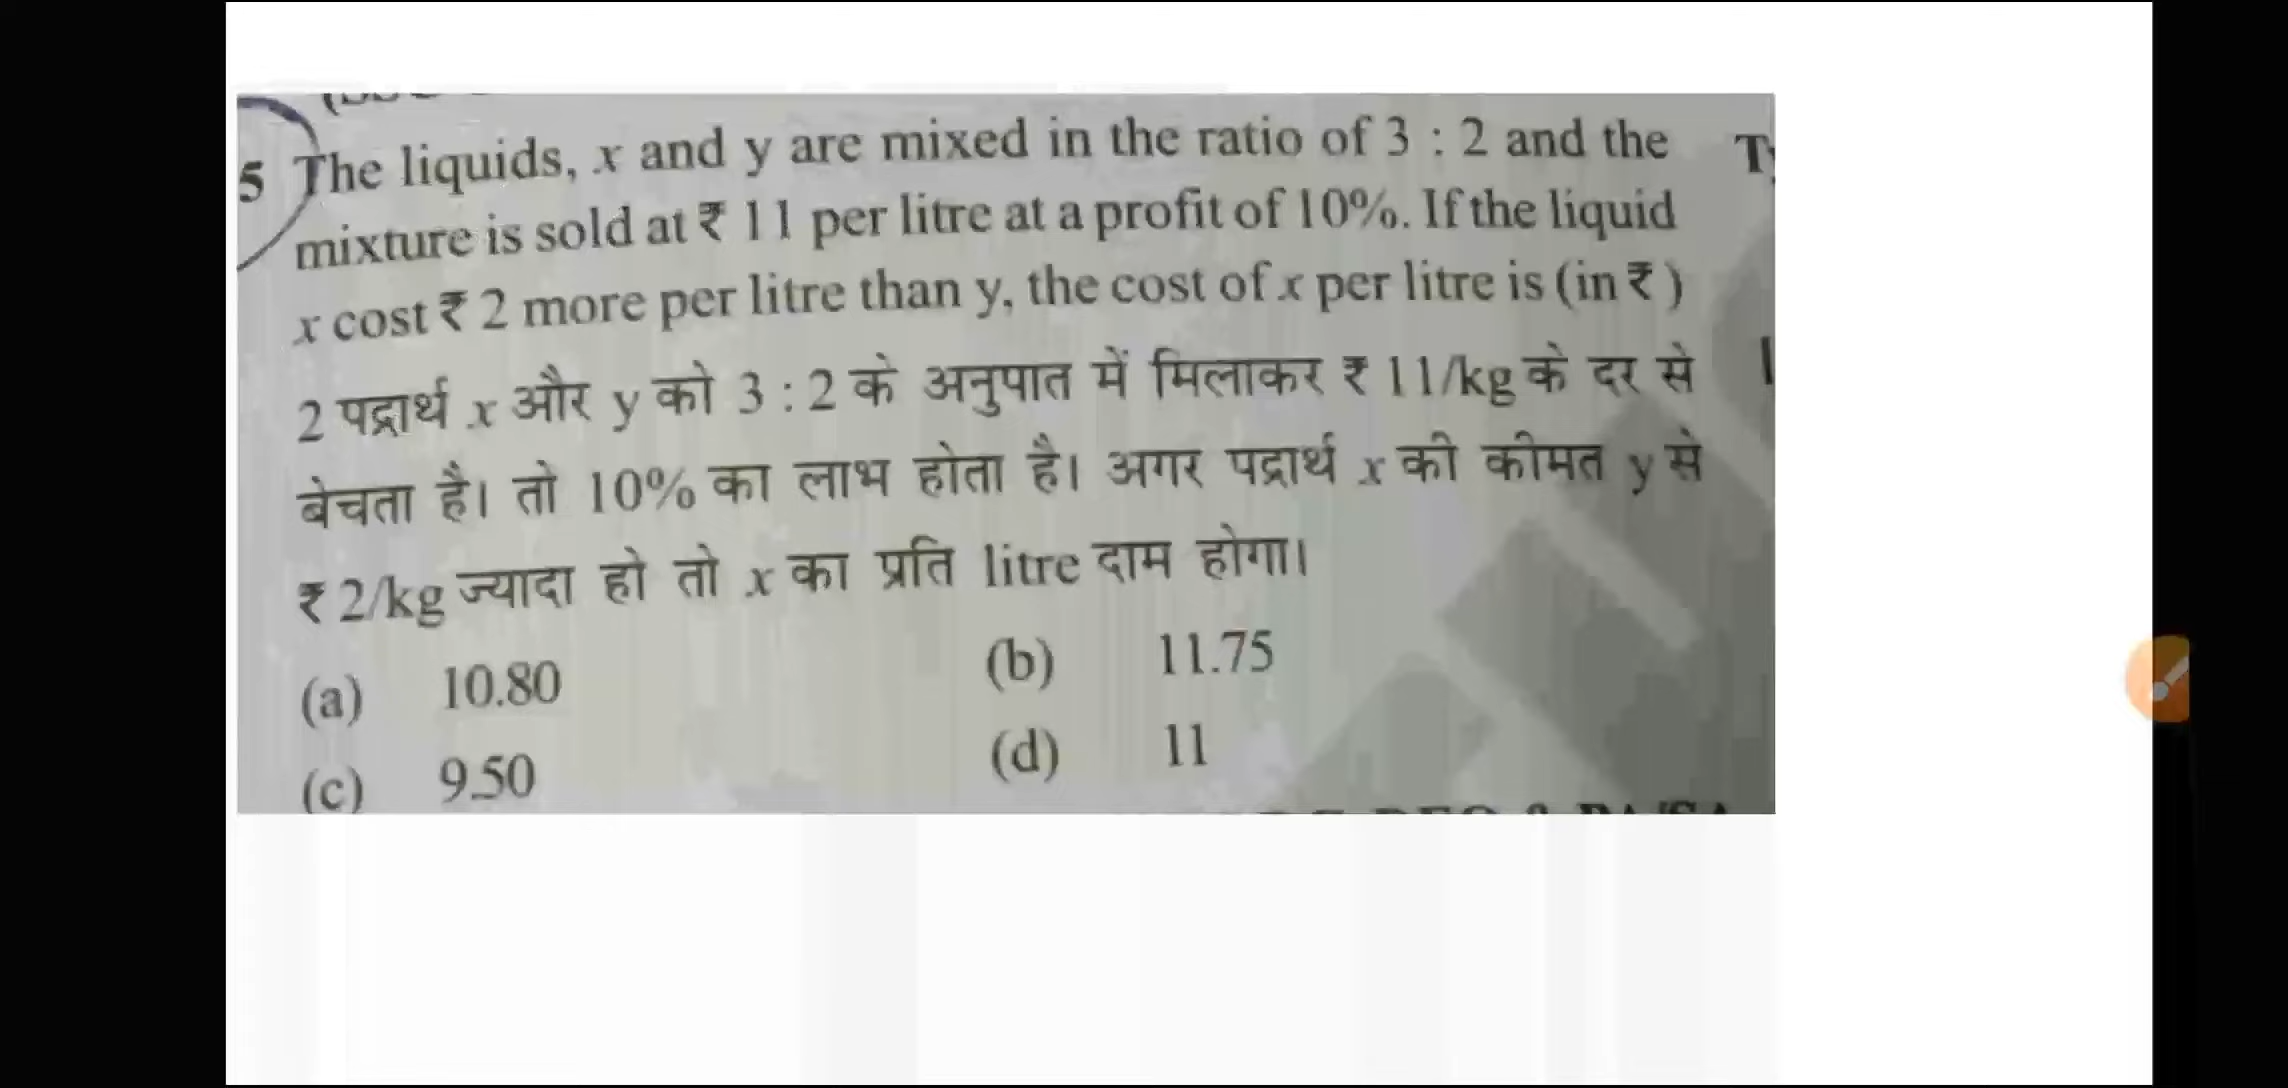 5 The liquids, x and y are mixed in the ratio of 3 : 2 and the
mixture is sold at ₹ 11 per litre at a profit of 10%. If the liquid
x cost ₹ 2 more per litre than y, the cost of x per litre is (in ₹ )
2 पद्रार्थ x और y को 3 : 2 के अनुपात में मिलाकर ₹ 11/kg के दर से
बेचता है। तो 10% का लाभ होता है। अगर पद्रार्थ x की कीमत y से
₹ 2/kg ज्यादा हो तो x का प्रति litre दाम होगा।
(a) 10.80 (b) 11.75
(c) 9.50 (d) 11